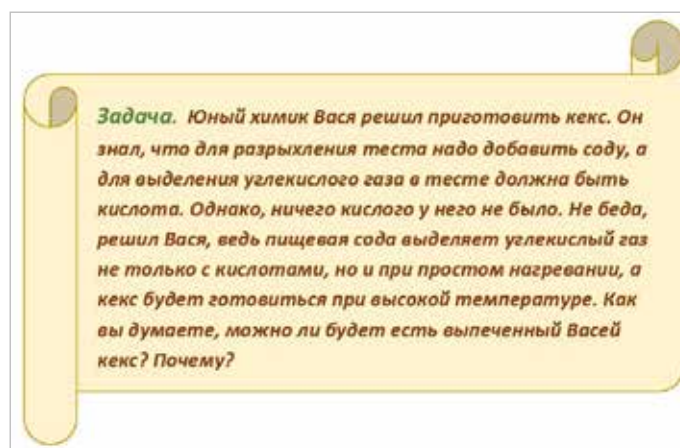 Задача. Юный химик Вася решил приготовить кекс. Он
знал, что для разрыхления теста надо добавить соду, а
для выделения углекислого газа в тесте должна быть
кислота. Однако, ничего кислого у него не было. Не беда,
решил Вася, ведь пищевая сода выделяет углекислый газ
не только с кислотами, но и при простом нагревании, а
кекс будет готовиться при высокой температуре. Как
вы думаете, можно ли будет есть выпеченный Васей
кекс? Почему?